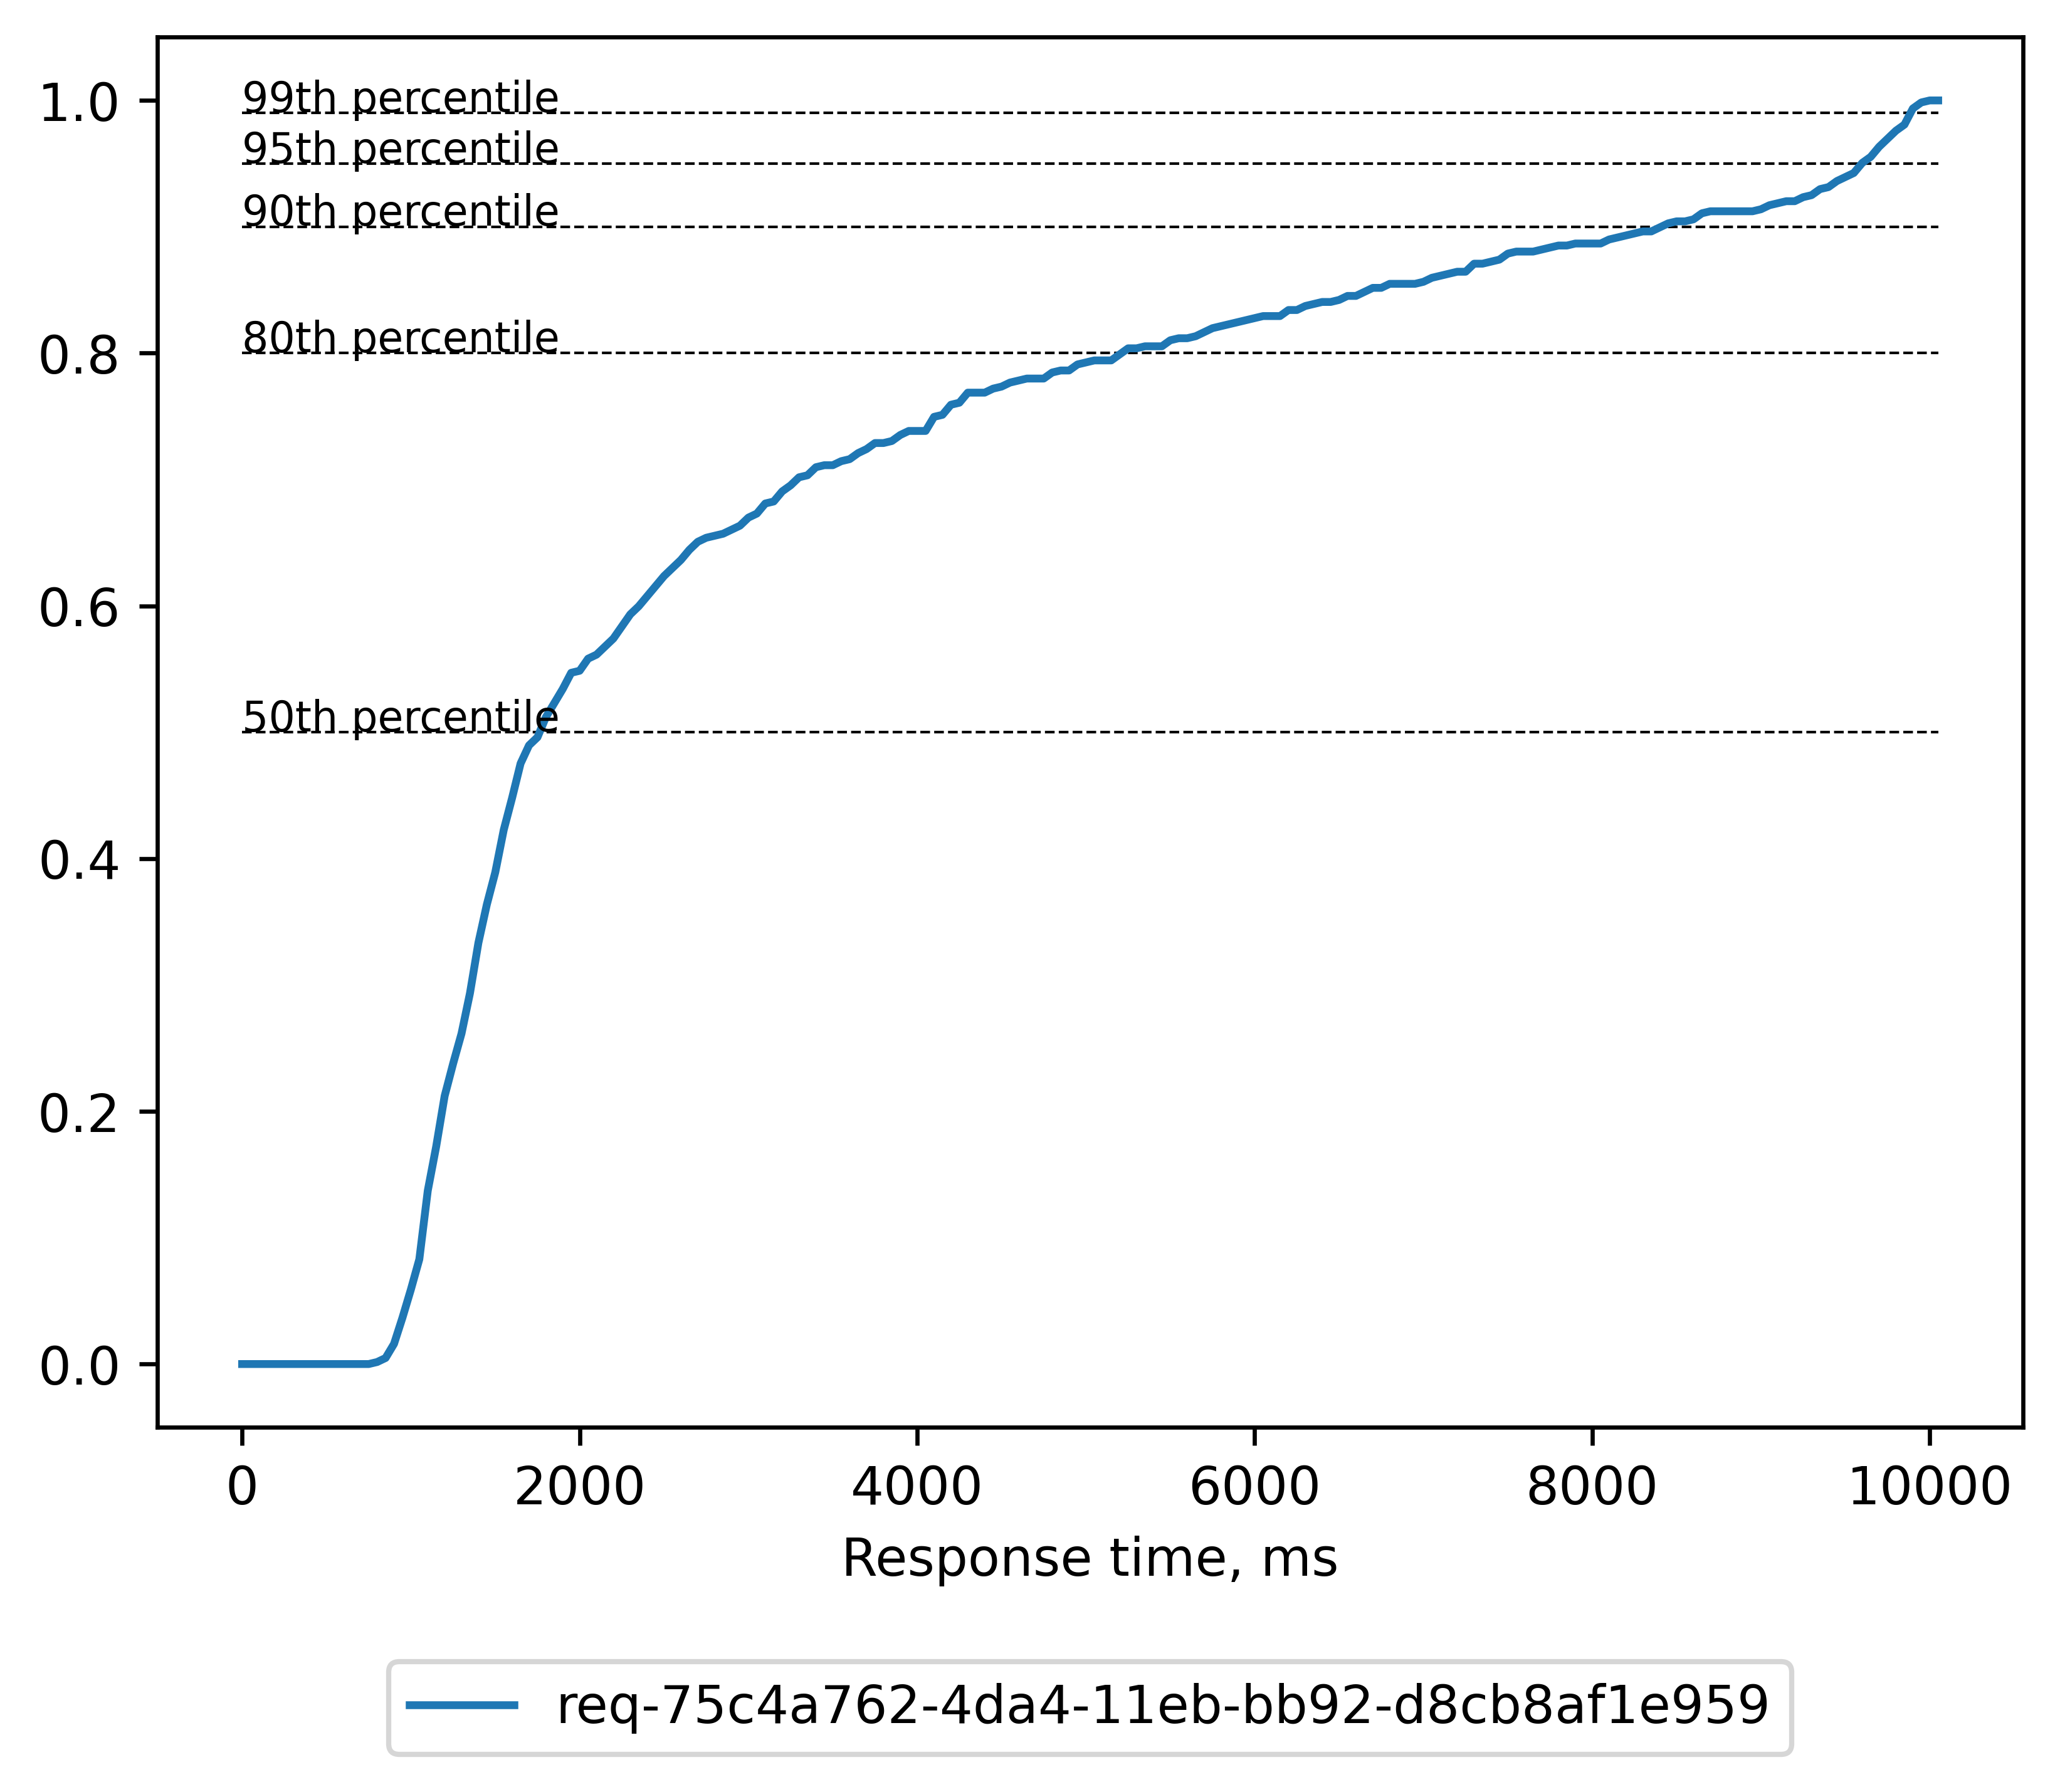 1.0
0.8
0.6
0.4
0.2
0.0
99th percentile
95th percentile
90th percentile
80th percentile
50th percentile
0 2000 4000 6000 8000 10000
Response time, ms
req-75c4a762-4da4-11eb-bb92-d8cb8af1e959